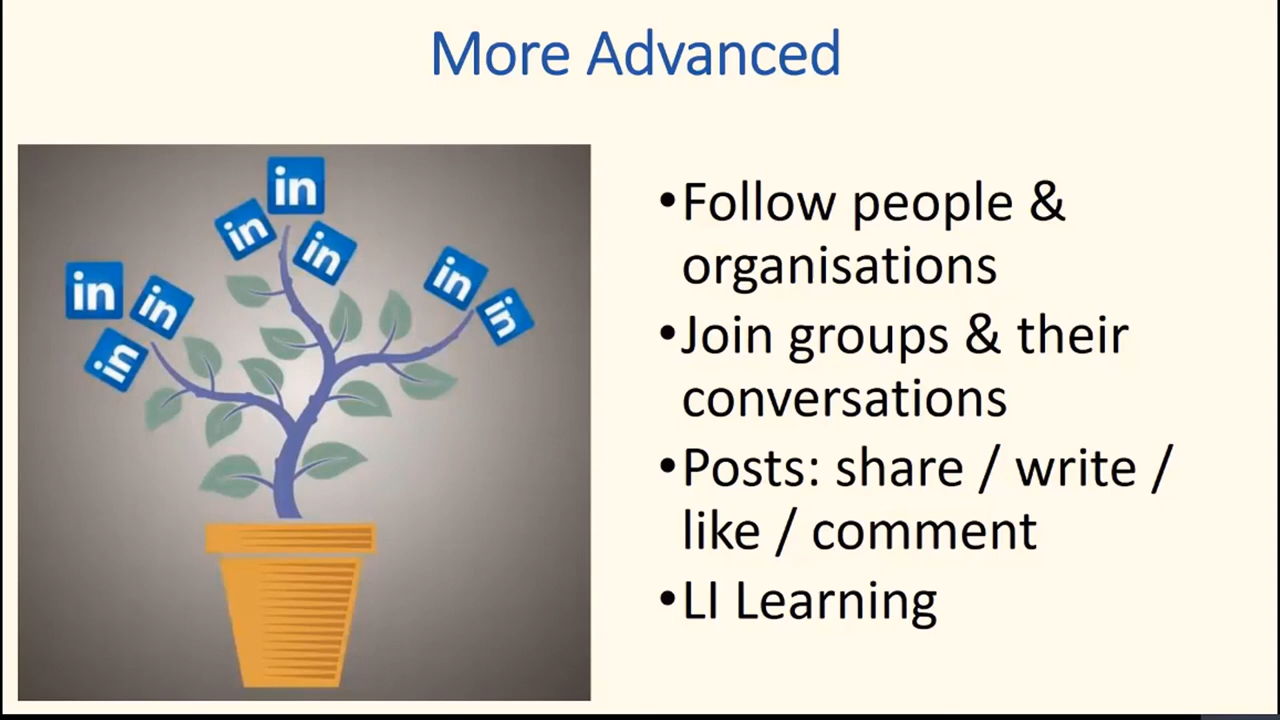 More Advanced
in
in
in
in
in
in
in
in
•Follow people &
organisations
•Join groups & their
conversations
•Posts: share / write /
like / comment
•LI Learning